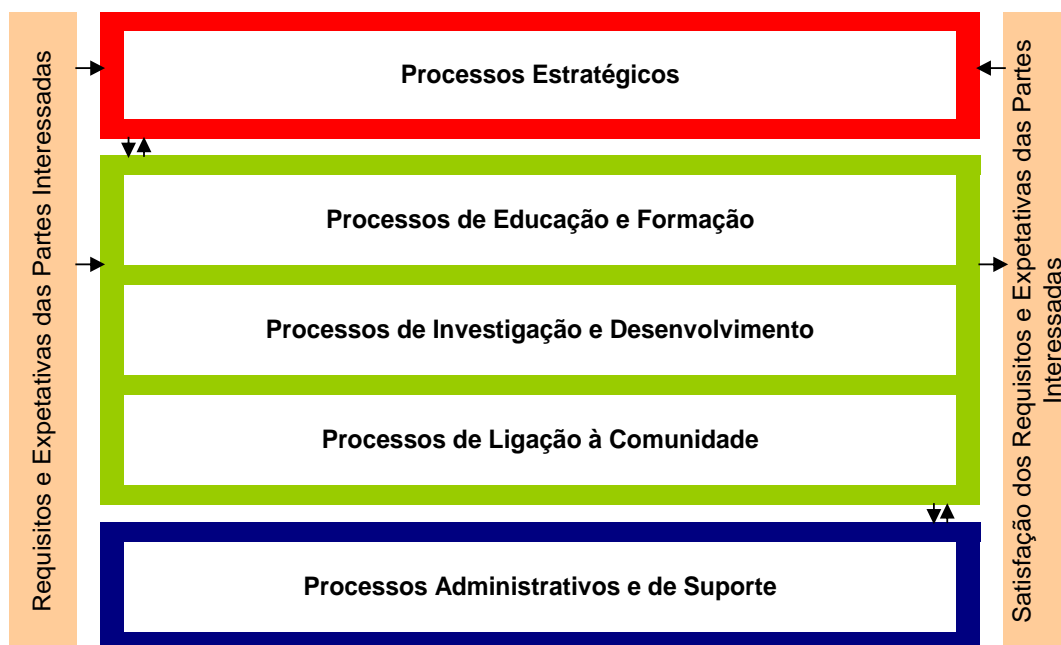 Requisitos e Expetativas das Partes Interessadas
Processos Estratégicos
Processos de Educação e Formação
Processos de Investigação e Desenvolvimento
Processos de Ligação à Comunidade
Processos Administrativos e de Suporte
Satisfação dos Requisitos e Expetativas das Partes
Interessadas